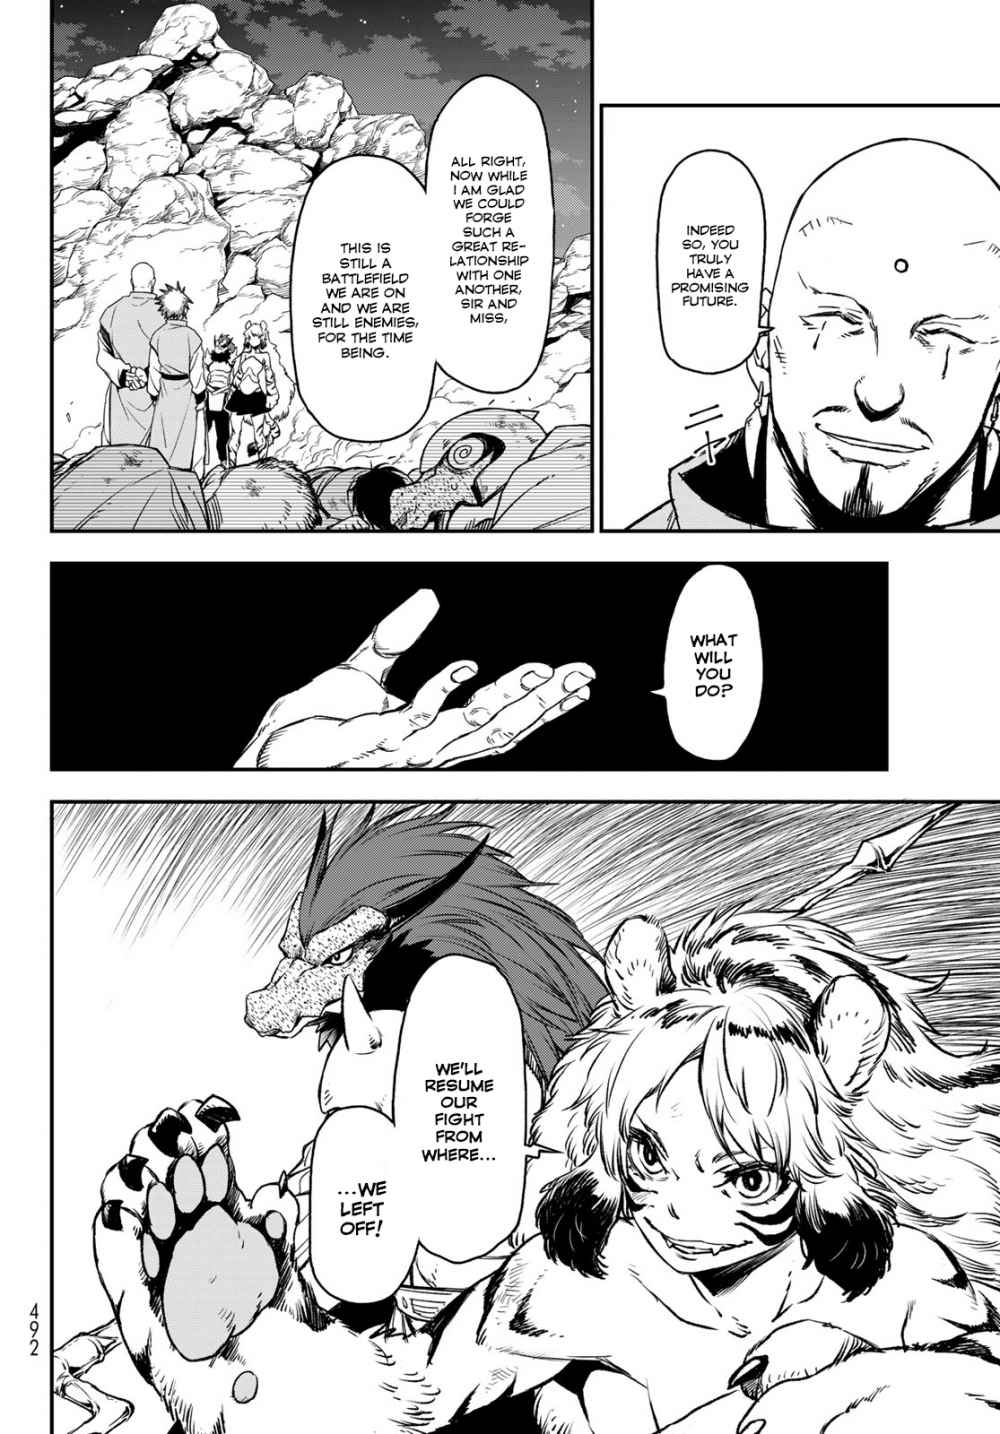 INDEED
SO, YOU
TRULY
HAVE A
PROMISING
FUTURE.
ALL RIGHT,
NOW WHILE
I AM GLAD
WE COULD
FORGE
SUCH A
GREAT RE-
LATIONSHIP
WITH ONE
ANOTHER,
SIR AND
MISS,
THIS IS
STILL A
BATTLEFIELD
WE ARE ON
AND WE ARE
STILL ENEMIES,
FOR THE TIME
BEING.
ニー
WHAT
WILL
YOU
DO?
WE'LL
RESUME
OUR
FIGHT
FROM
WHERE...
...WE
LEFT
OFF!
492